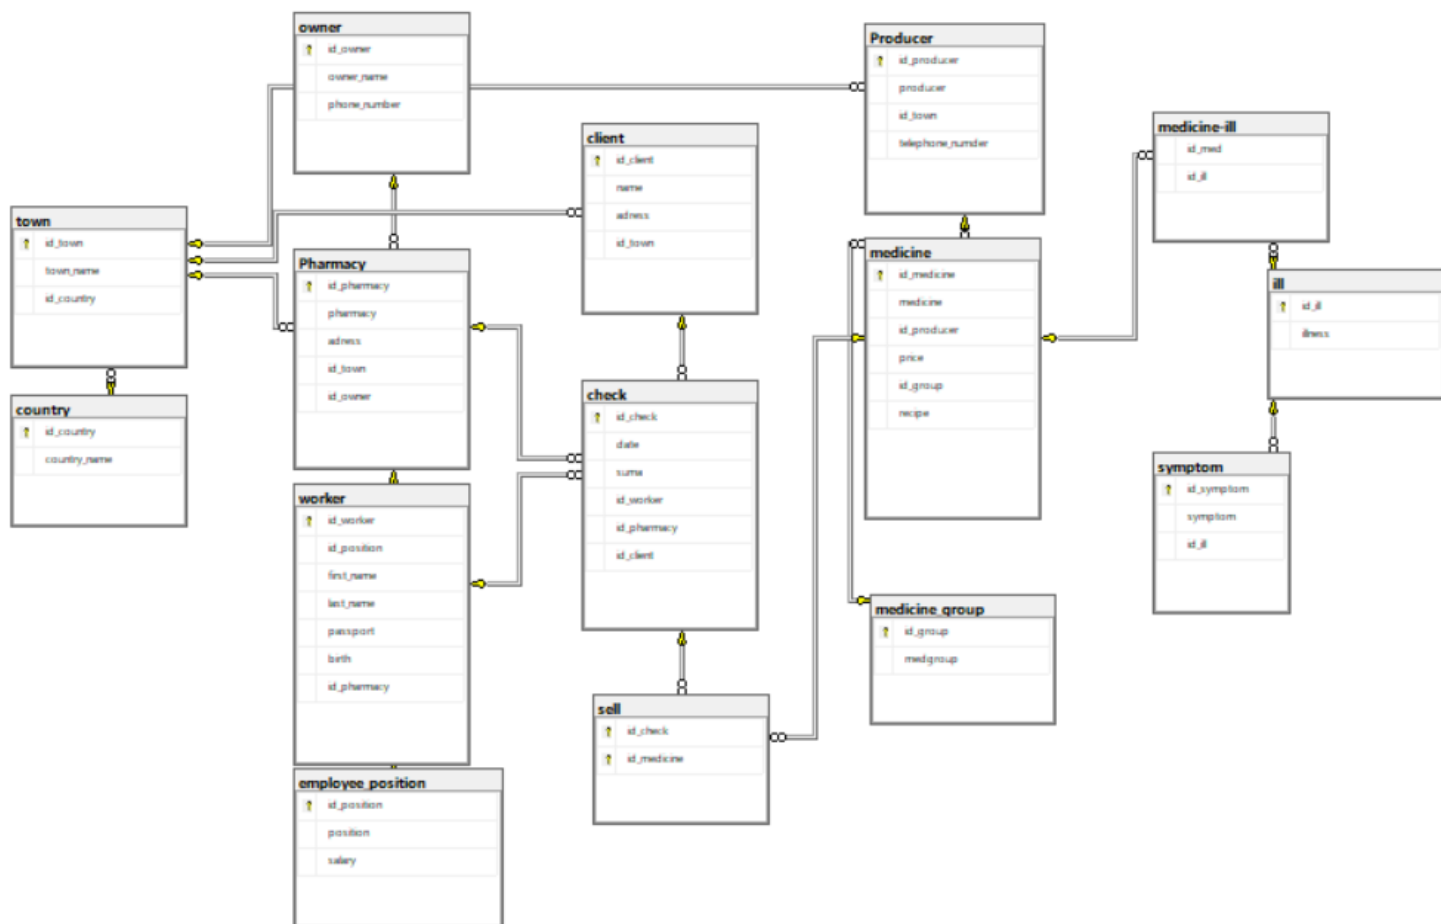 owner
id_owner
owner_name
phone_number
Producer
id_producer
producer
id_town
telephone_number
medicine-ill
id_med
id_ill
client
id_client
name
adress
id_town
town
id_town
town_name
id_country
Pharmacy
id_pharmacy
pharmacy
adress
id_town
id_owner
medicine
id_medicine
medicine
id_producer
price
id_group
recipe
ill
id_ill
illness
country
id_country
country_name
check
id_check
date
suma
id_worker
id_pharmacy
id_client
symptom
id_symptom
symptom
id_ill
worker
id_worker
id_position
first_name
last_name
passport
birth
id_pharmacy
medicine_group
id_group
medigroup
sell
id_check
id_medicine
employee_position
id_position
position
salary